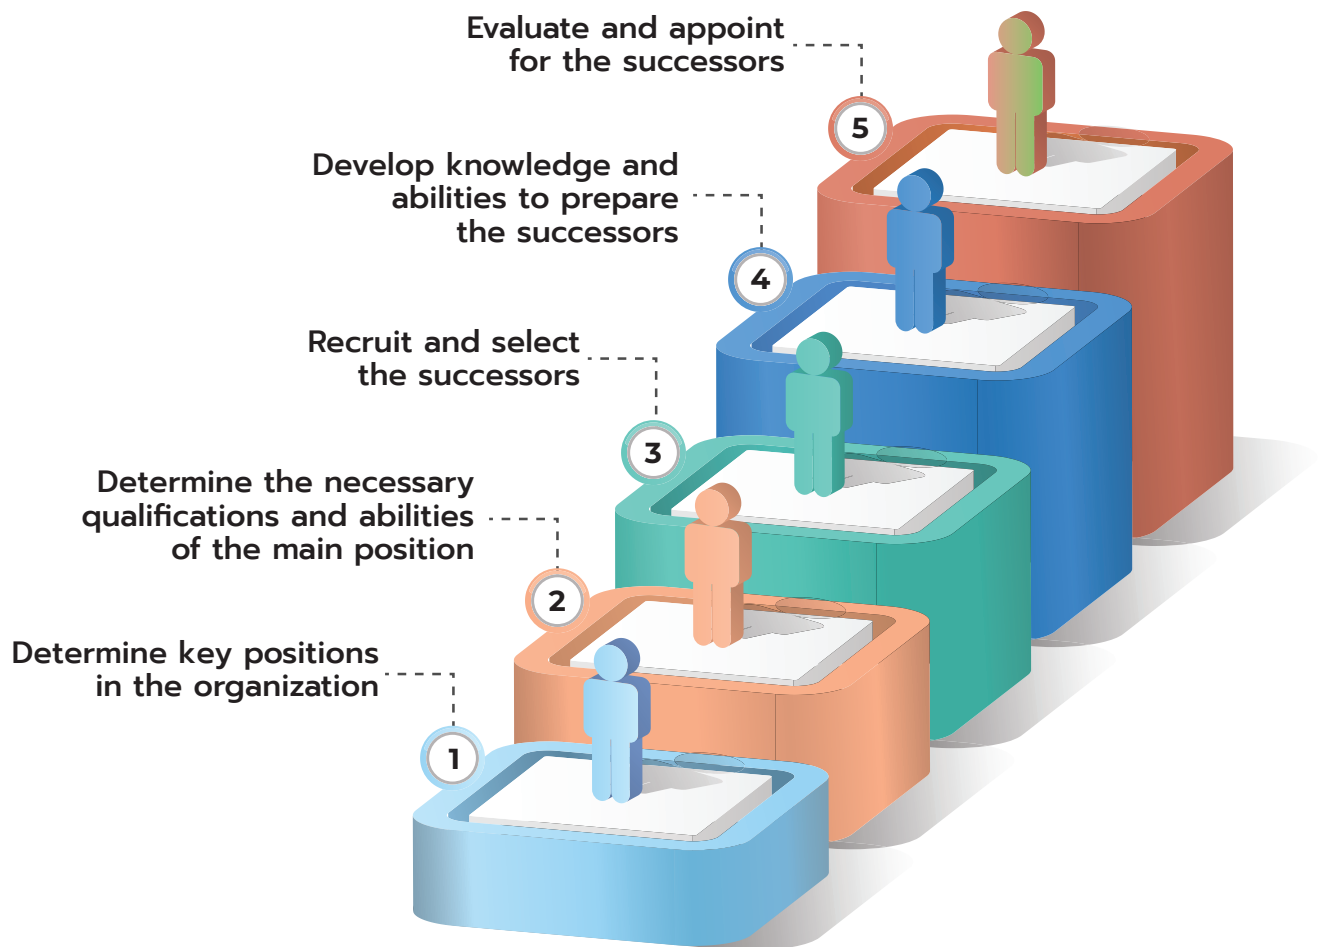 Evaluate and appoint
for the successors
5
Develop knowledge and
abilities to prepare
the successors
4
Recruit and select
the successors
3
Determine the necessary
qualifications and abilities
of the main position
2
Determine key positions
in the organization
1